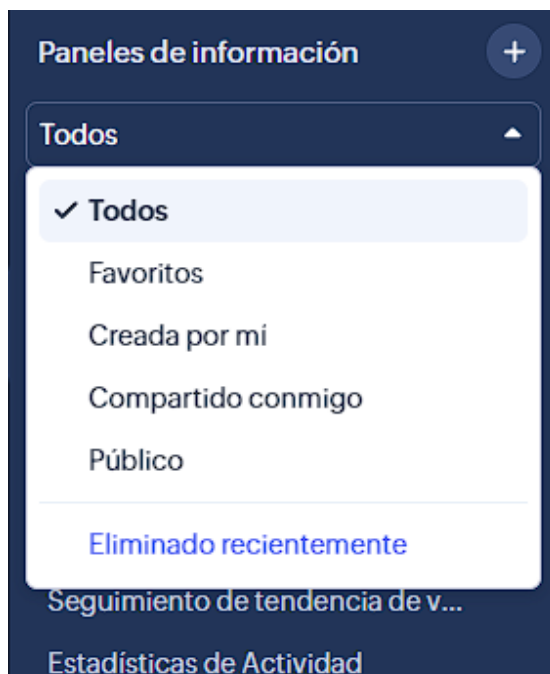 Paneles de información
Todos
Todos
Favoritos
Creada por mí
Compartido conmigo
Público
Eliminado recientemente
Seguimiento de tendencia de v...
Estadísticas de Actividad